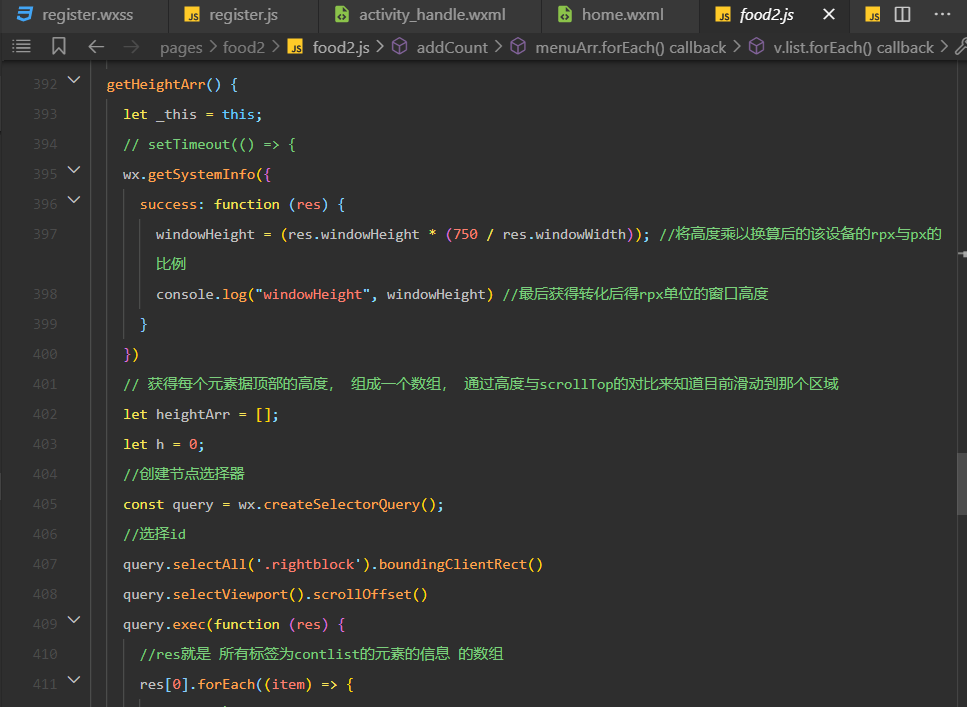 register.wxss JS register.js activity_handle.wxml home.wxml JS food2.js × JS ···
pages > food2 > JS food2.js > addCount > menuArr.forEach() callback > v.list.forEach() callback >
392 getHeightArr() {
393 let _this = this;
394 // setTimeout(() => {
395 wx.getSystemInfo({
396 success: function (res) {
397 windowHeight = (res.windowHeight * (750 / res.windowWidth)); //将高度乘以换算后的该设备的rpx与px的
比例
398 console.log("windowHeight", windowHeight) //最后获得转化后得rpx单位的窗口高度
399 }
400 })
401 // 获得每个元素据顶部的高度， 组成一个数组， 通过高度与scrollTop的对比来知道目前滑动到那个区域
402 let heightArr = [];
403 let h = 0;
404 //创建节点选择器
405 const query = wx.createSelectorQuery();
406 //选择id
407 query.selectAll('.rightblock').boundingClientRect()
408 query.selectViewport().scrollOffset()
409 query.exec(function (res) {
410 //res就是 所有标签为contlist的元素的信息 的数组
411 res[0].forEach((item) => {